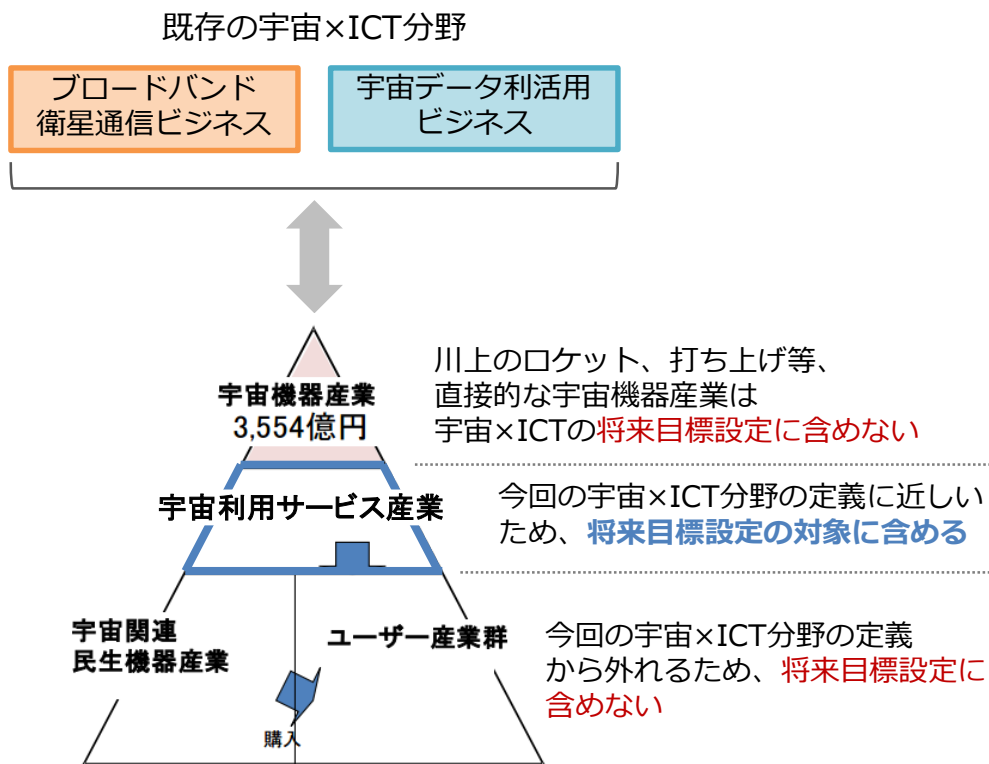 既存の宇宙×ICT分野
ブロードバンド
衛星通信ビジネス
宇宙データ利活用
ビジネス
宇宙機器産業
3,554億円
川上のロケット、打ち上げ等、
直接的な宇宙機器産業は
宇宙×ICTの将来目標設定に含めない
宇宙利用サービス産業
今回の宇宙×ICT分野の定義に近しい
ため、将来目標設定の対象に含める
宇宙関連
民生機器産業
ユーザー産業群
購入
今回の宇宙×ICT分野の定義
から外れるため、将来目標設定に
含めない